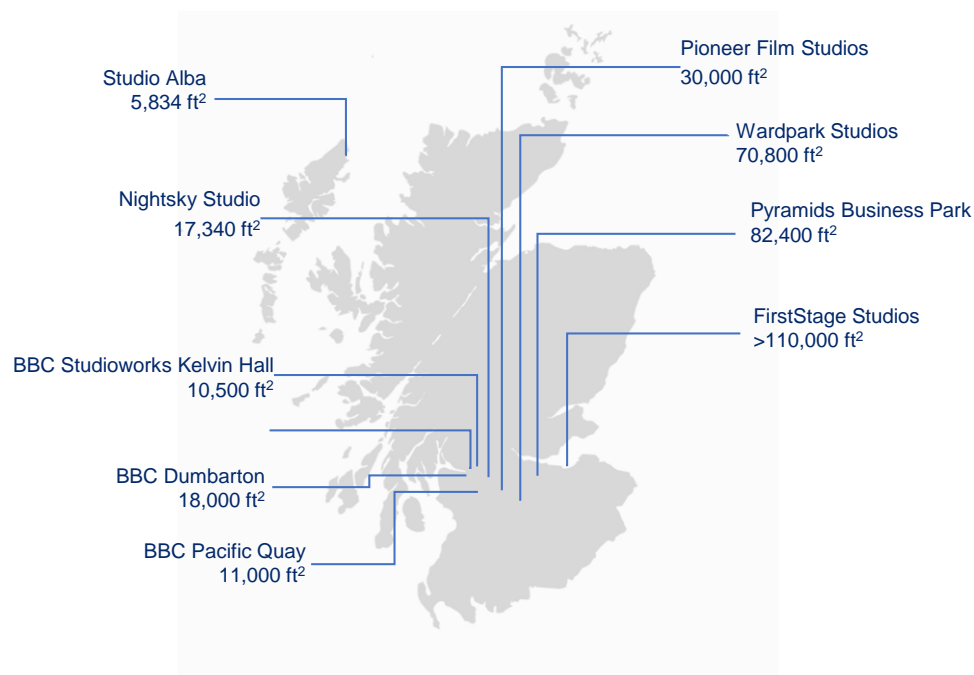 Studio Alba
5,834 ft²
Nightsky Studio
17,340 ft²
BBC Studioworks Kelvin Hall
10,500 ft²
BBC Dumbarton
18,000 ft²
BBC Pacific Quay
11,000 ft²
Pioneer Film Studios
30,000 ft²
Wardpark Studios
70,800 ft²
Pyramids Business Park
82,400 ft²
FirstStage Studios
>110,000 ft²